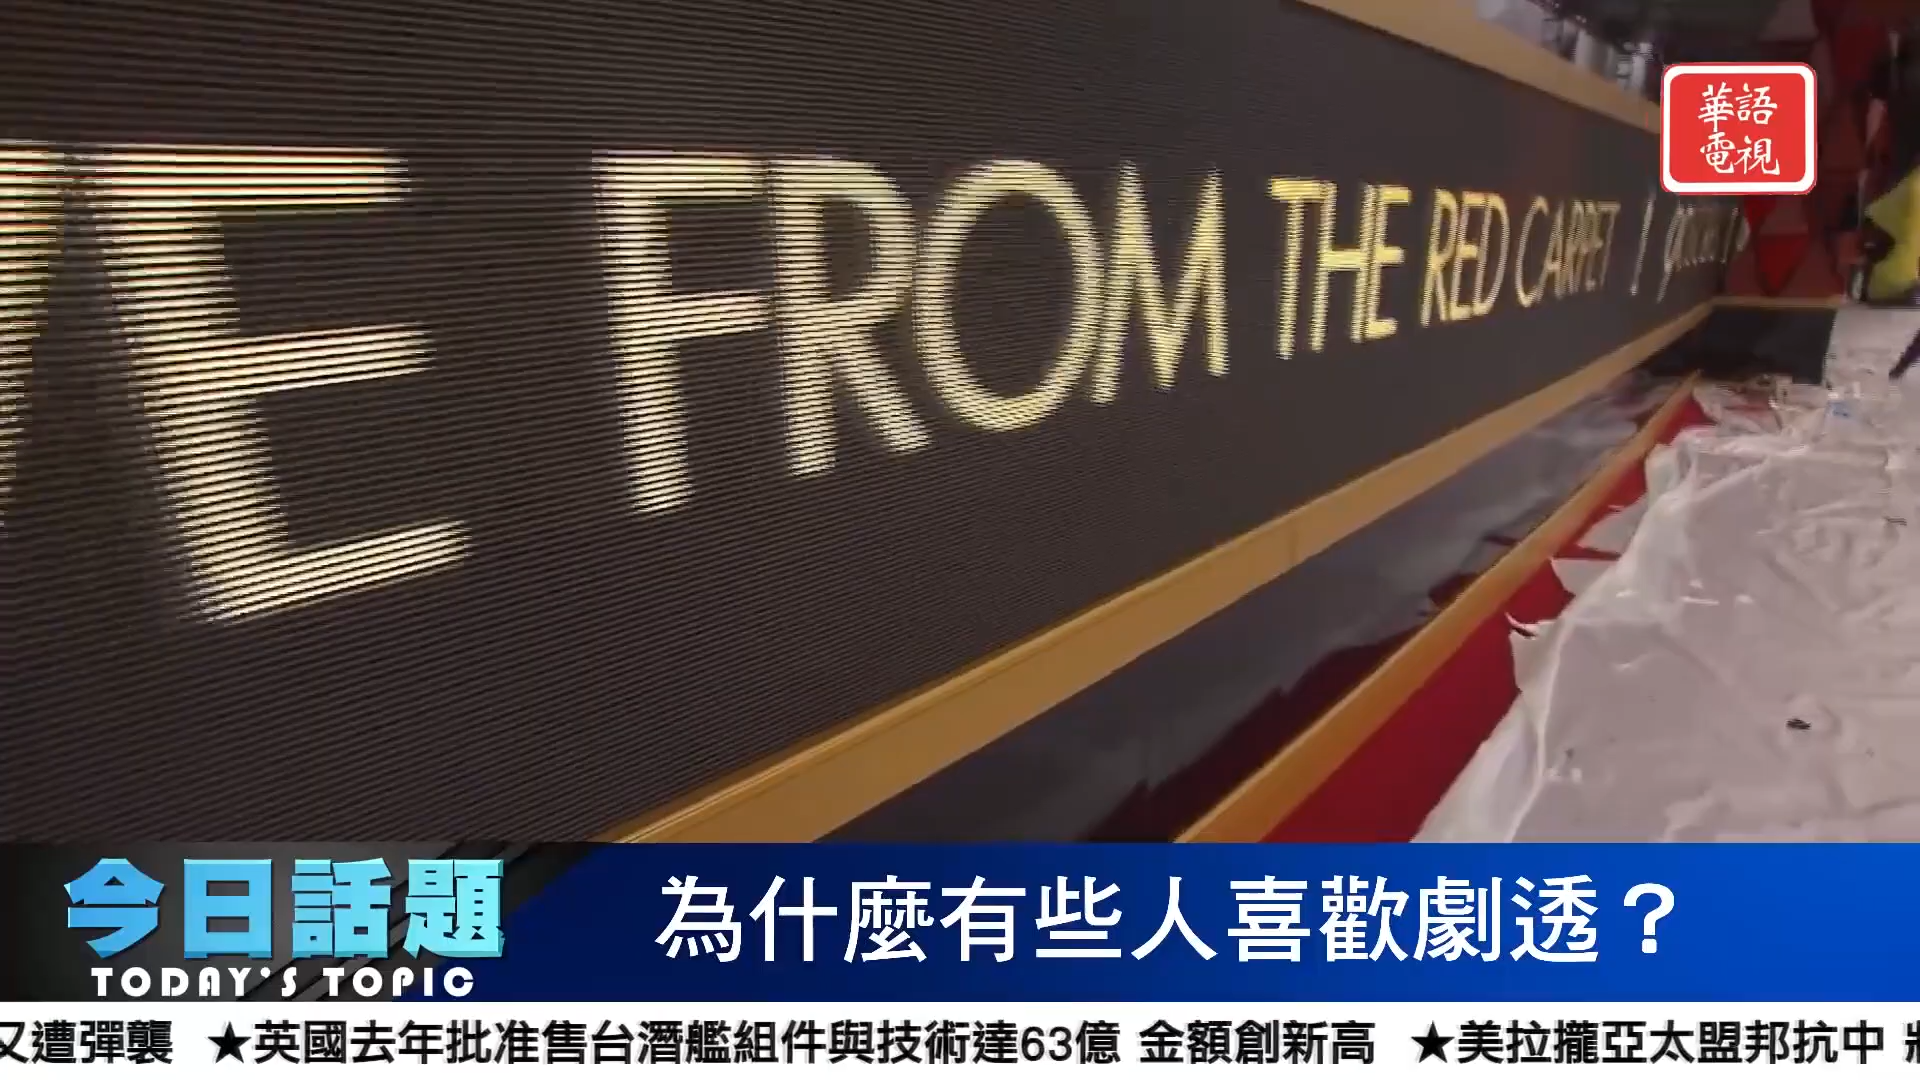 華語
電視
VE FROM THE RED CARPET |
今日話題
TODAY'S TOPIC
為什麼有些人喜歡劇透？
又遭彈襲 ★英國去年批准售台潛艦組件與技術達63億 金額創新高 ★美拉攏亞太盟邦抗中